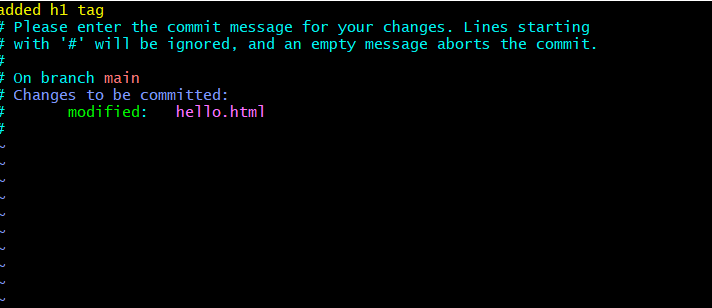 added h1 tag
# Please enter the commit message for your changes. Lines starting
# with '#' will be ignored, and an empty message aborts the commit.
#
# On branch main
# Changes to be committed:
#       modified:   hello.html
#
~
~
~
~
~
~
~
~
~
~